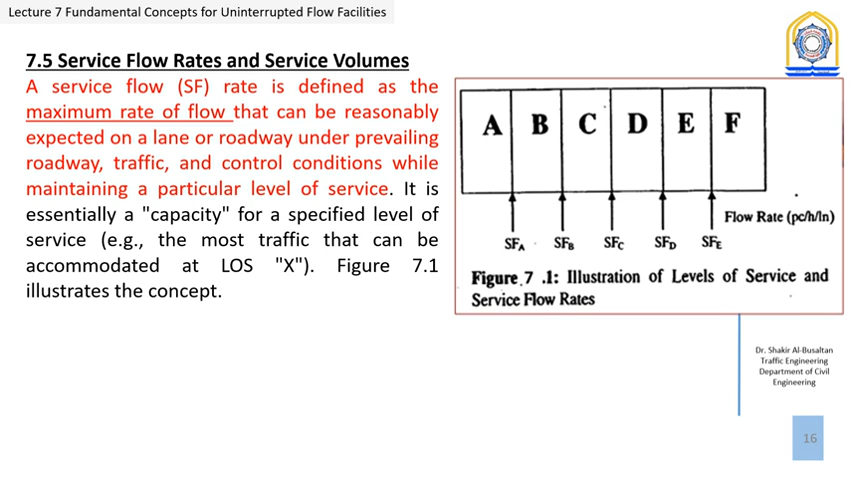 Lecture 7 Fundamental Concepts for Uninterrupted Flow Facilities
7.5 Service Flow Rates and Service Volumes
A service flow (SF) rate is defined as the
maximum rate of flow that can be reasonably
expected on a lane or roadway under prevailing
roadway, traffic, and control conditions while
maintaining a particular level of service. It is
essentially a "capacity" for a specified level of
service (e.g., the most traffic that can be
accommodated at LOS "X"). Figure 7.1
illustrates the concept.
A B C D E F
Flow Rate (pc/h/ln)
SFA SFB SFC SFD SFE
Figure 7 .1: Illustration of Levels of Service and
Service Flow Rates
Dr. Shakir Al-Busaltan
Traffic Engineering
Department of Civil
Engineering
16